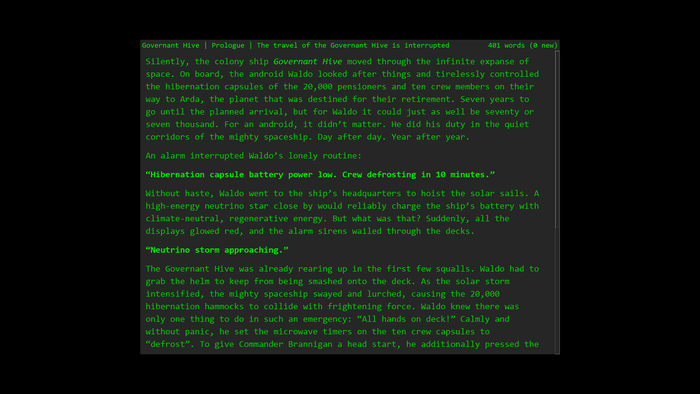 Governant Hive | Prologue | The travel of the Governant Hive is interrupted 401 words (0 new)
Silently, the colony ship Governant Hive moved through the infinite expanse of
space. On board, the android Waldo looked after things and tirelessly controlled
the hibernation capsules of the 20,000 pensioners and ten crew members on their
way to Arda, the planet that was destined for their retirement. Seven years to
go until the planned arrival, but for Waldo it could just as well be seventy or
seven thousand. For an android, it didn’t matter. He did his duty in the quiet
corridors of the mighty spaceship. Day after day. Year after year.
An alarm interrupted Waldo’s lonely routine:
“Hibernation capsule battery power low. Crew defrosting in 10 minutes.”
Without haste, Waldo went to the ship’s headquarters to hoist the solar sails. A
high-energy neutrino star close by would reliably charge the ship’s battery with
climate-neutral, regenerative energy. But what was that? Suddenly, all the
displays glowed red, and the alarm sirens wailed through the decks.
“Neutrino storm approaching.”
The Governant Hive was already rearing up in the first few squalls. Waldo had to
grab the helm to keep from being smashed onto the deck. As the solar storm
intensified, the mighty spaceship swayed and lurched, causing the 20,000
hibernation hammocks to collide with frightening force. Waldo knew there was
only one thing to do in such an emergency: “All hands on deck!” Calmly and
without panic, he set the microwave timers on the ten crew capsules to
“defrost”. To give Commander Brannigan a head start, he additionally pressed the